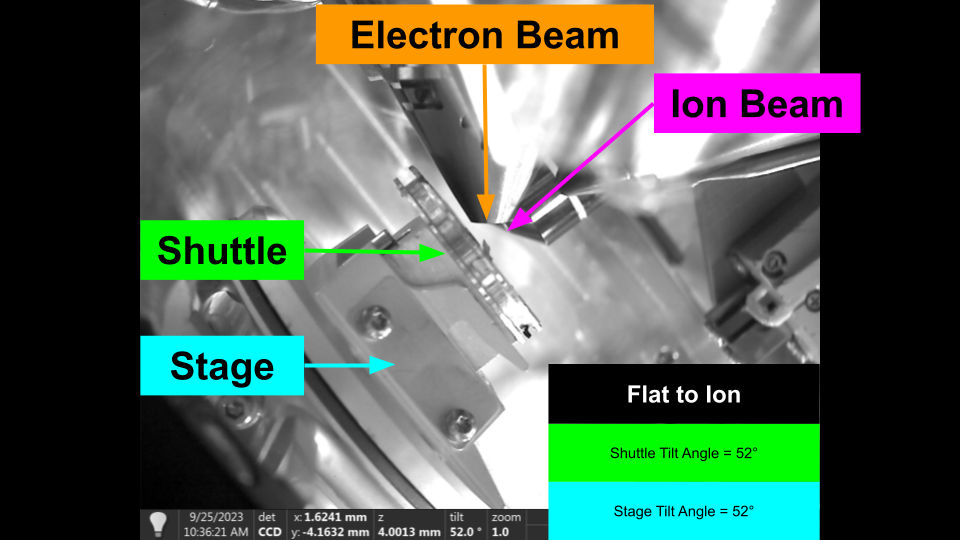 Electron Beam
Ion Beam
Shuttle
Stage
Flat to Ion
Shuttle Tilt Angle = 52°
Stage Tilt Angle = 52°
9/25/2023 det x: 1.6241 mm z tilt zoom
10:36:21 AM CCD y: -4.1632 mm 4.0013 mm 52.0 ° 1.0